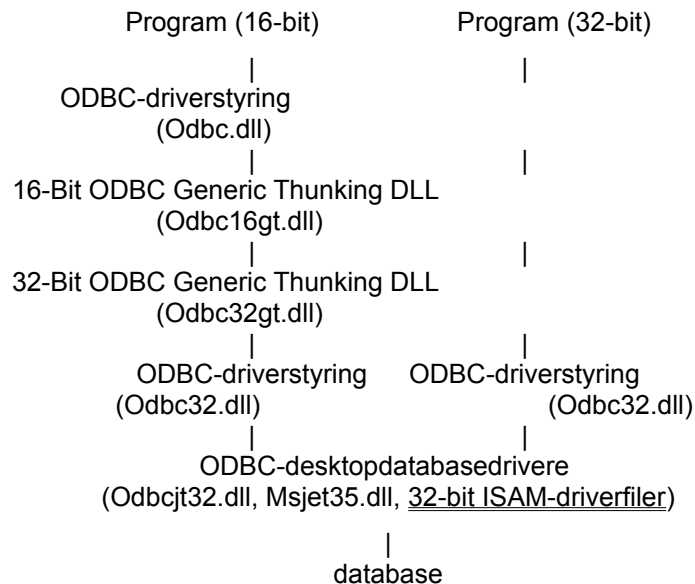 Program (16-bit) Program (32-bit)
| |
ODBC-driverstyring
(Odbc.dll)
| |
16-Bit ODBC Generic Thunking DLL
(Odbc16gt.dll)
| |
32-Bit ODBC Generic Thunking DLL
(Odbc32gt.dll)
| |
ODBC-driverstyring ODBC-driverstyring
(Odbc32.dll) (Odbc32.dll)
| |
ODBC-desktopdatabasedrivere
(Odbcjt32.dll, Msjet35.dll, 32-bit ISAM-driverfiler)
|
database